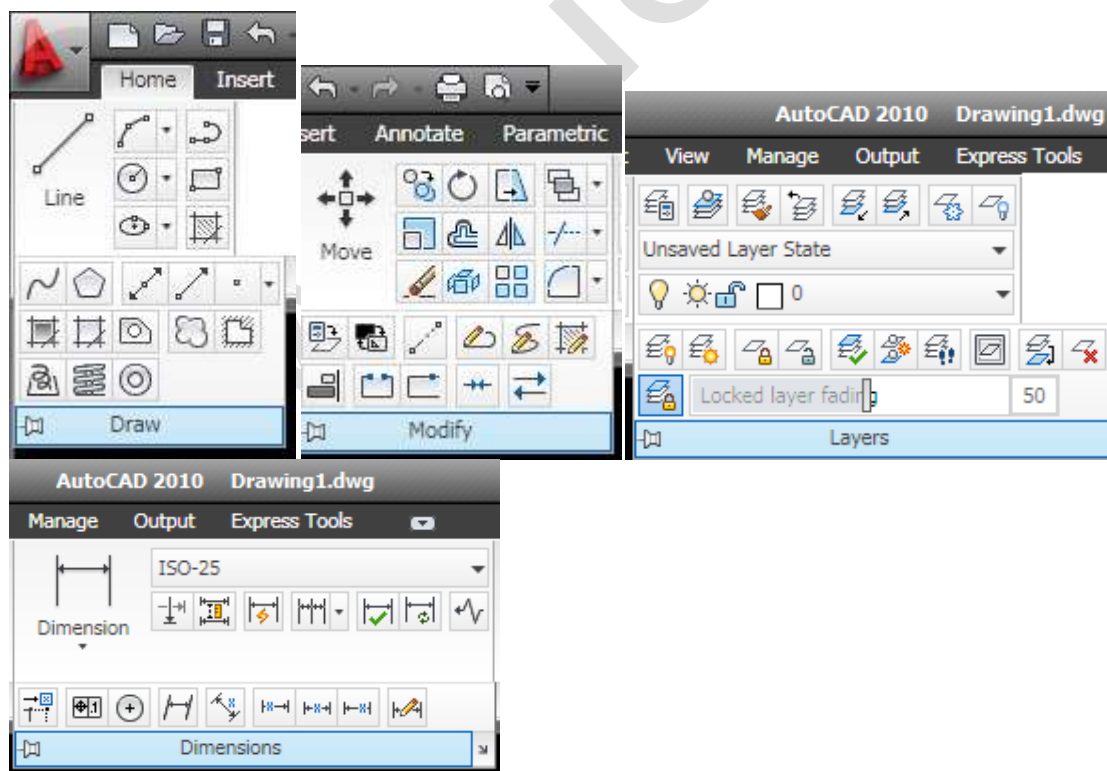 Home Insert
Line
Draw
Annotate Parametric
Move
Modify
AutoCAD 2010 Drawing1.dwg
View Manage Output Express Tools
Unsaved Layer State
0
50
Layers
AutoCAD 2010 Drawing1.dwg
Manage Output Express Tools
ISO-25
Dimension
Dimensions
Locked layer fading